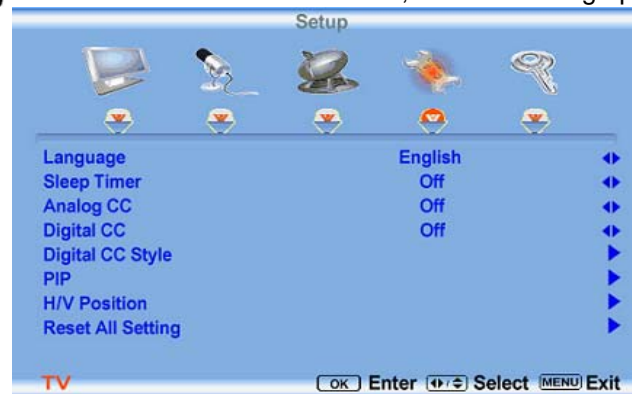 Setup
Language English
Sleep Timer Off
Analog CC Off
Digital CC Off
Digital CC Style
PIP
H/V Position
Reset All Setting
TV OK Enter Select MENU Exit